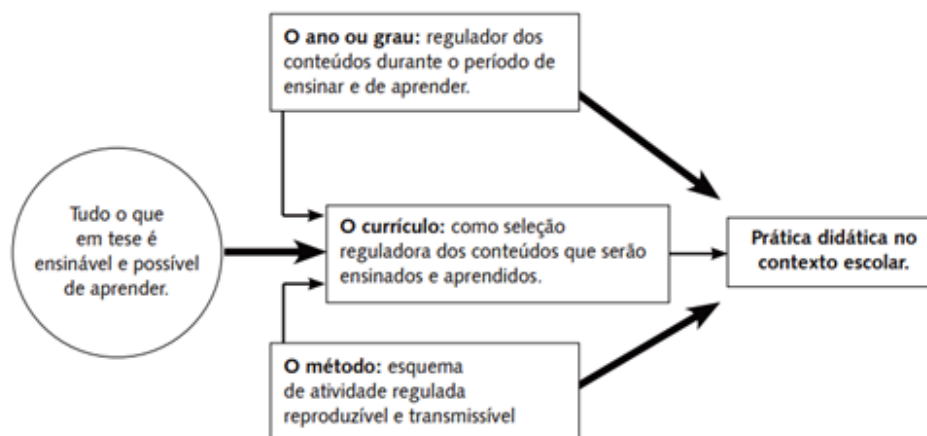 O ano ou grau: regulador dos
conteúdos durante o período de
ensinar e de aprender.
Tudo o que
em tese é
ensinável e possível
de aprender.
O currículo: como seleção
reguladora dos conteúdos que serão
ensinados e aprendidos.
Prática didática no
contexto escolar.
O método: esquema
de atividade regulada
reproduzível e transmissível